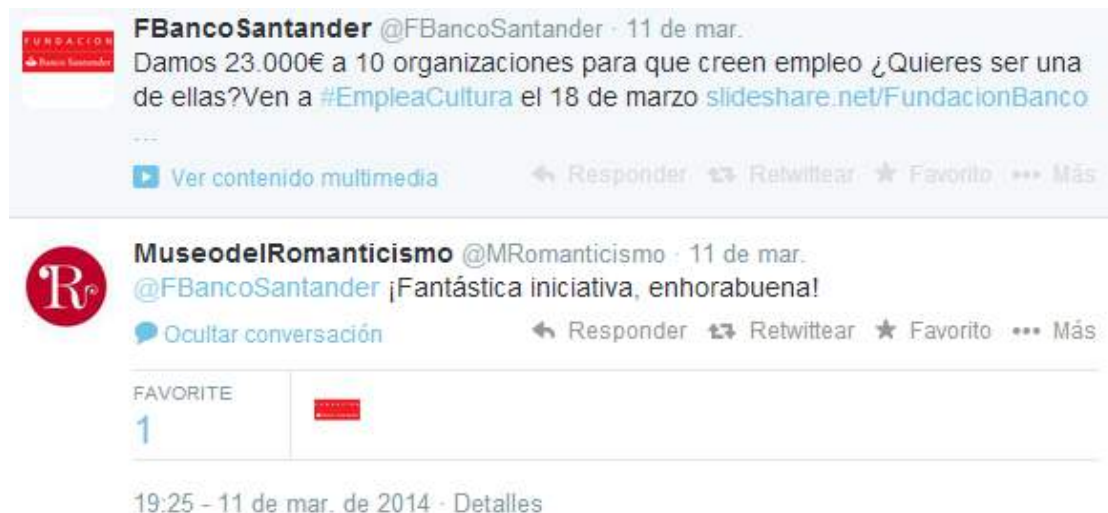 FUNDACION
Banco Santander
FBancoSantander @FBancoSantander · 11 de mar.
Damos 23.000€ a 10 organizaciones para que creen empleo ¿Quieres ser una
de ellas?Ven a #EmpleaCultura el 18 de marzo slideshare.net/FundacionBanco
...
Ver contenido multimedia Responder Retwittear Favorito ••• Más
R
MuseodelRomanticismo @MRomanticismo · 11 de mar.
@FBancoSantander ¡Fantástica iniciativa, enhorabuena!
Ocultar conversación Responder Retwittear Favorito ••• Más
FAVORITE
1
19:25 - 11 de mar. de 2014 · Detalles